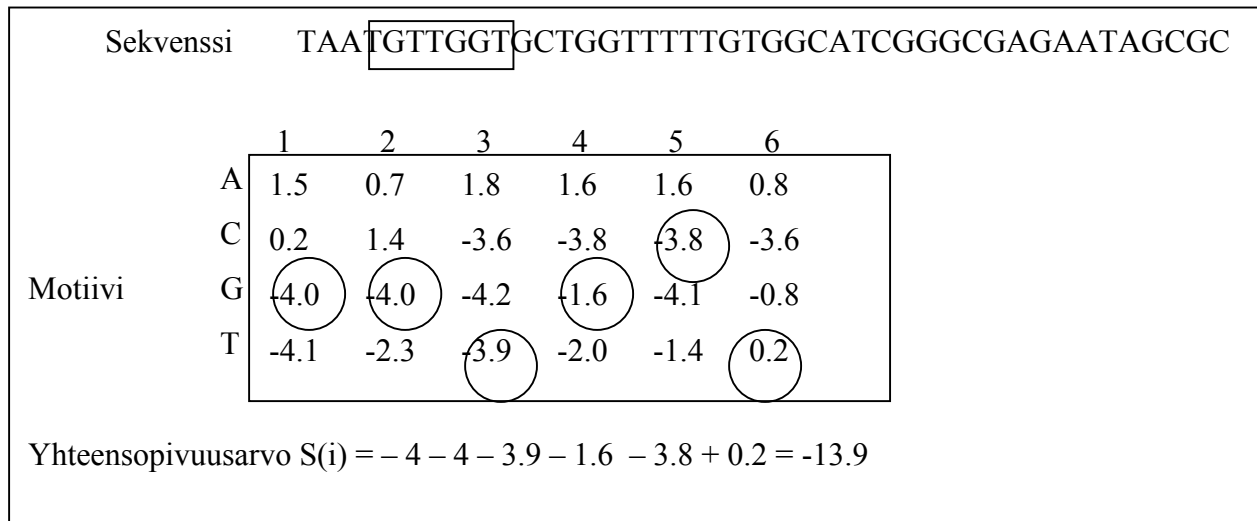 Sekvenssi TAATGTTGGTGCTGGTTTTTGTGGCATCGGGCGAGAATAGCGC
1 2 3 4 5 6
A 1.5 0.7 1.8 1.6 1.6 0.8
C 0.2 1.4 -3.6 -3.8 -3.8 -3.6
Motiivi G -4.0 -4.0 -4.2 -1.6 -4.1 -0.8
T -4.1 -2.3 -3.9 -2.0 -1.4 0.2
Yhteensopivuusarvo S(i) = – 4 – 4 – 3.9 – 1.6 – 3.8 + 0.2 = -13.9